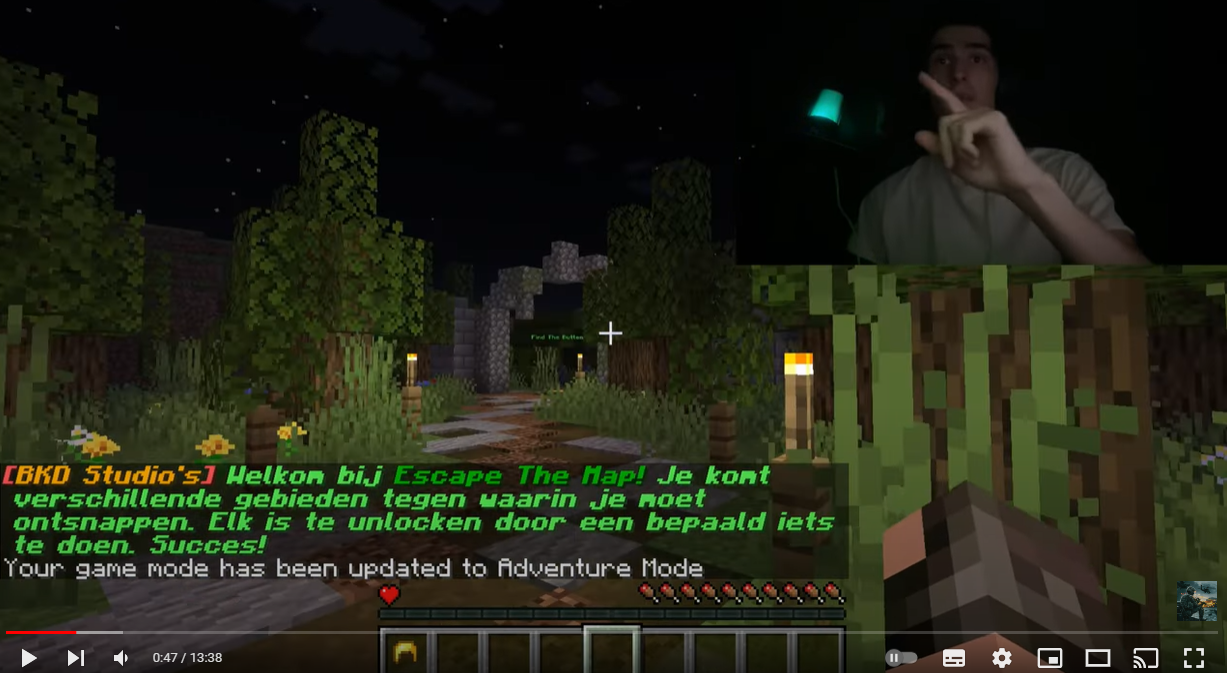 Find The Button
[BKD Studio's] Welkom bij Escape The Map! Je komt
verschillende gebieden tegen waarin je moet
ontsnappen. Elk is te unlocken door een bepaald iets
te doen. Succes!
Your game mode has been updated to Adventure Mode
0:47 / 13:38